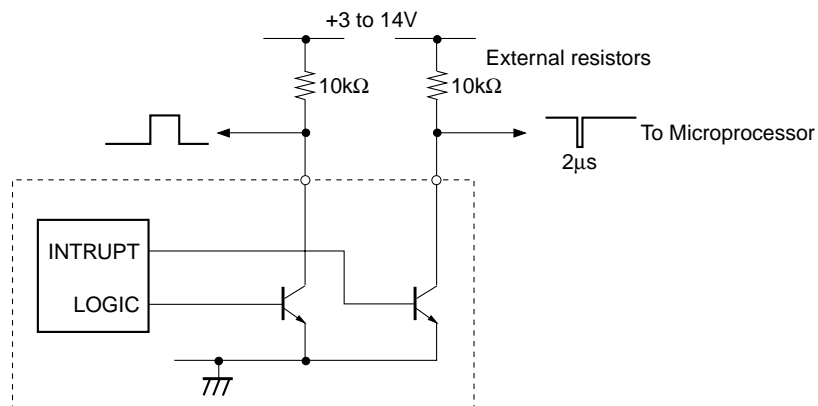 +3 to 14V
External resistors
10kΩ
10kΩ
To Microprocessor
2μs
INTRUPT
LOGIC